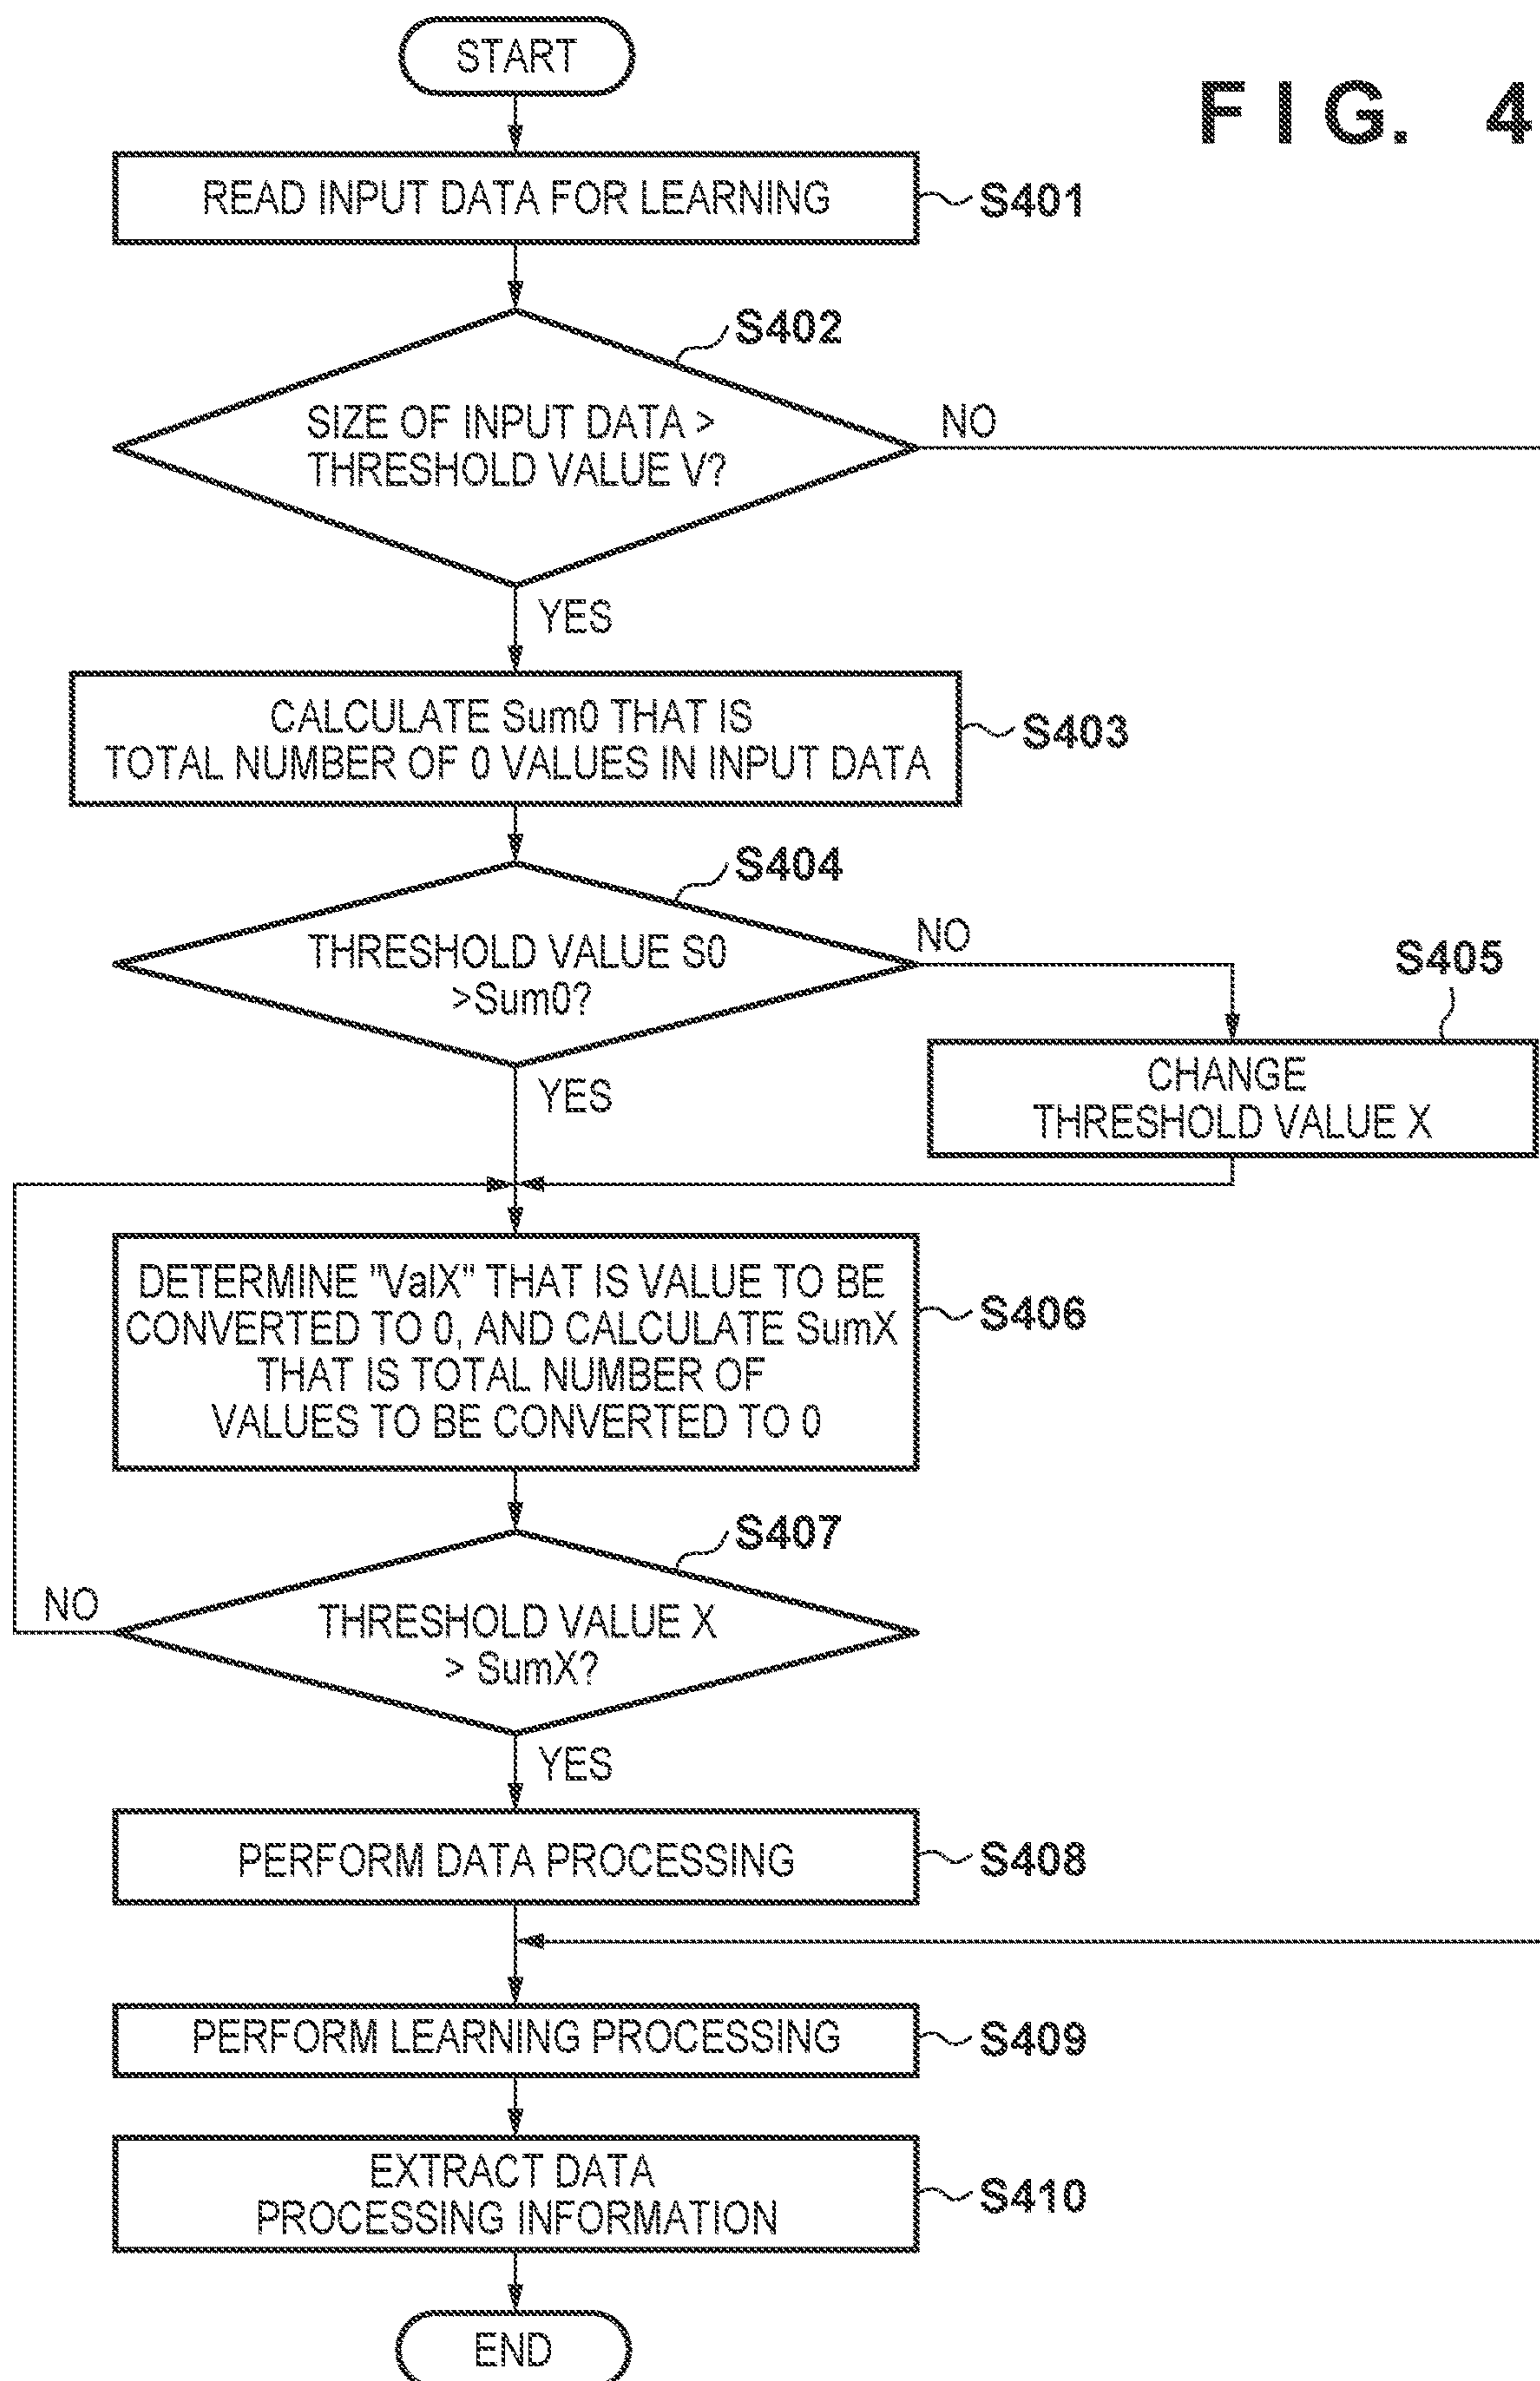 START
FIG. 4
READ INPUT DATA FOR LEARNING
S401
S402
SIZE OF INPUT DATA >
THRESHOLD VALUE V?
NO
YES
CALCULATE Sum0 THAT IS
TOTAL NUMBER OF 0 VALUES IN INPUT DATA
S403
S404
THRESHOLD VALUE S0
>Sum0?
NO
S405
YES
CHANGE
THRESHOLD VALUE X
DETERMINE "ValX" THAT IS VALUE TO BE
CONVERTED TO 0, AND CALCULATE SumX
THAT IS TOTAL NUMBER OF
VALUES TO BE CONVERTED TO 0
S406
S407
NO
THRESHOLD VALUE X
> SumX?
YES
PERFORM DATA PROCESSING
S408
PERFORM LEARNING PROCESSING
S409
EXTRACT DATA
PROCESSING INFORMATION
S410
END